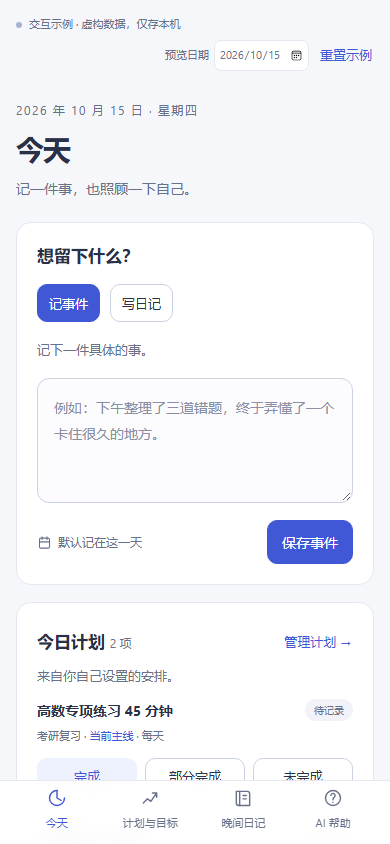 交互示例 · 虚构数据，仅存本机
预览日期 2026/10/15 重置示例
2026 年 10 月 15 日 · 星期四
今天
记一件事，也照顾一下自己。
想留下什么？
记事件 写日记
记下一件具体的事。
例如：下午整理了三道错题，终于弄懂了一个
卡住很久的地方。
默认记在这一天 保存事件
今日计划 2 项 管理计划 →
来自你自己设置的安排。
高数专项练习 45 分钟 待记录
考研复习 · 当前主线 · 每天
完成 部分完成 未完成
今天 计划与目标 晚间日记 AI 帮助